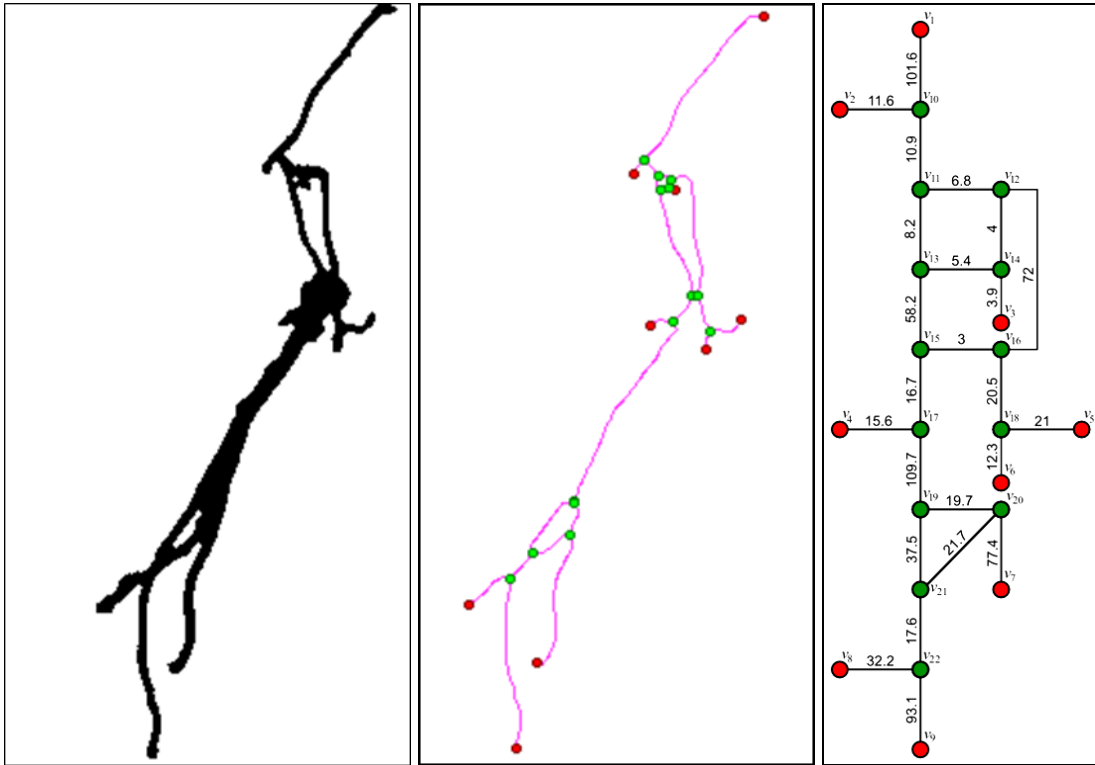 v1
101.6
v2 11.6 v10
10.9
v11 6.8 v12
8.2 4
v13 5.4 v14
72
58.2 3.9 v3
v15 3 v16
16.7 20.5
v4 15.6 v17 v18 21 v5
109.7 12.3 v6
v19 19.7 v20
37.5 21.7 77.4 v7
v21
17.6
v8 32.2 v22
93.1
v9